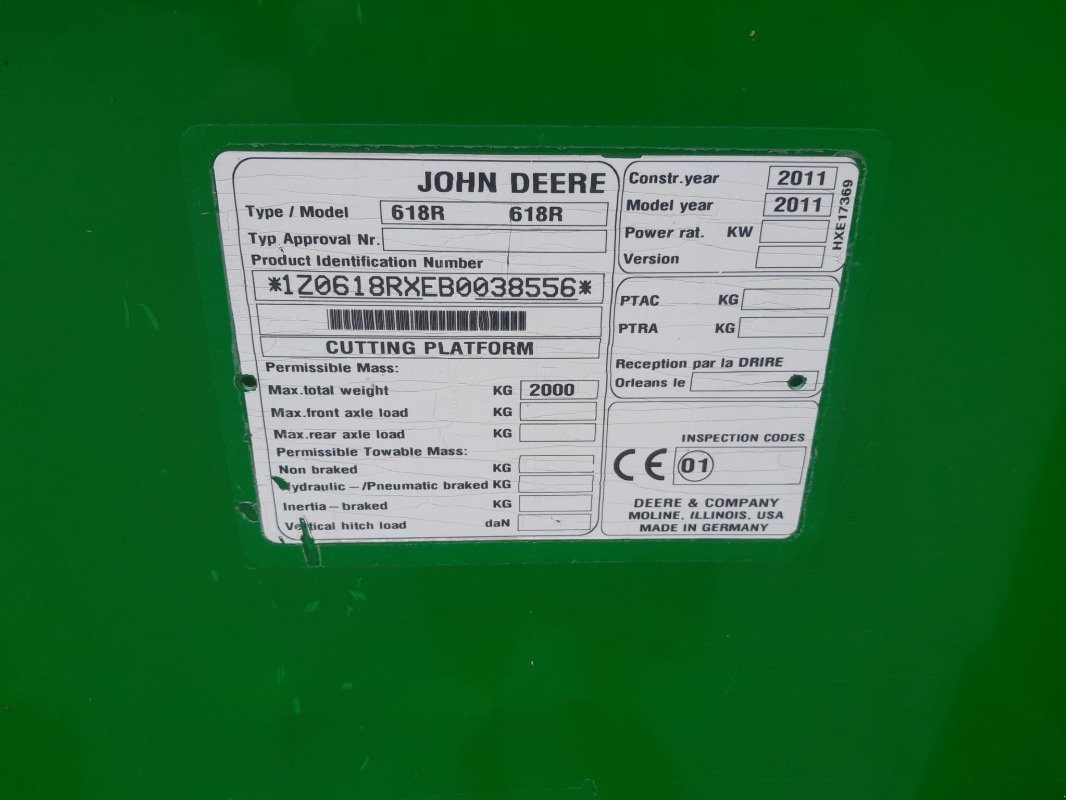 JOHN DEERE
Type / Model 618R 618R
Typ Approval Nr.
Product Identification Number
*1Z0618RXEB0038556*
CUTTING PLATFORM
Permissible Mass:
Max.total weight KG 2000
Max.front axle load KG
Max.rear axle load KG
Permissible Towable Mass:
Non braked KG
Hydraulic-/Pneumatic braked KG
Inertia-braked KG
Vertical hitch load daN
Constr.year 2011
Model year 2011
Power rat. KW
Version
HXE17369
PTAC KG
PTRA KG
Reception par la DRIRE
Orleans le
INSPECTION CODES
CE 01
DEERE & COMPANY
MOLINE, ILLINOIS, USA
MADE IN GERMANY